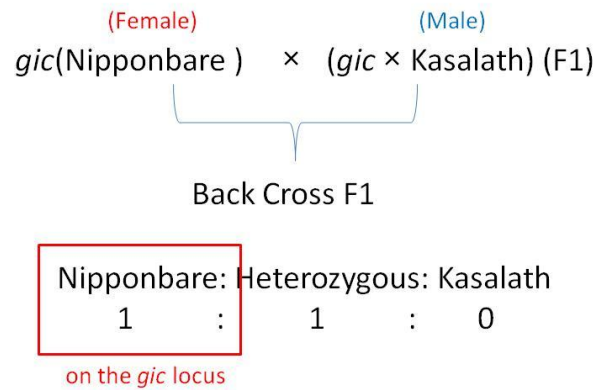 (Female) (Male)
gic(Nipponbare ) × (gic × Kasalath) (F1)
Back Cross F1
Nipponbare: Heterozygous: Kasalath
1 : 1 : 0
on the gic locus